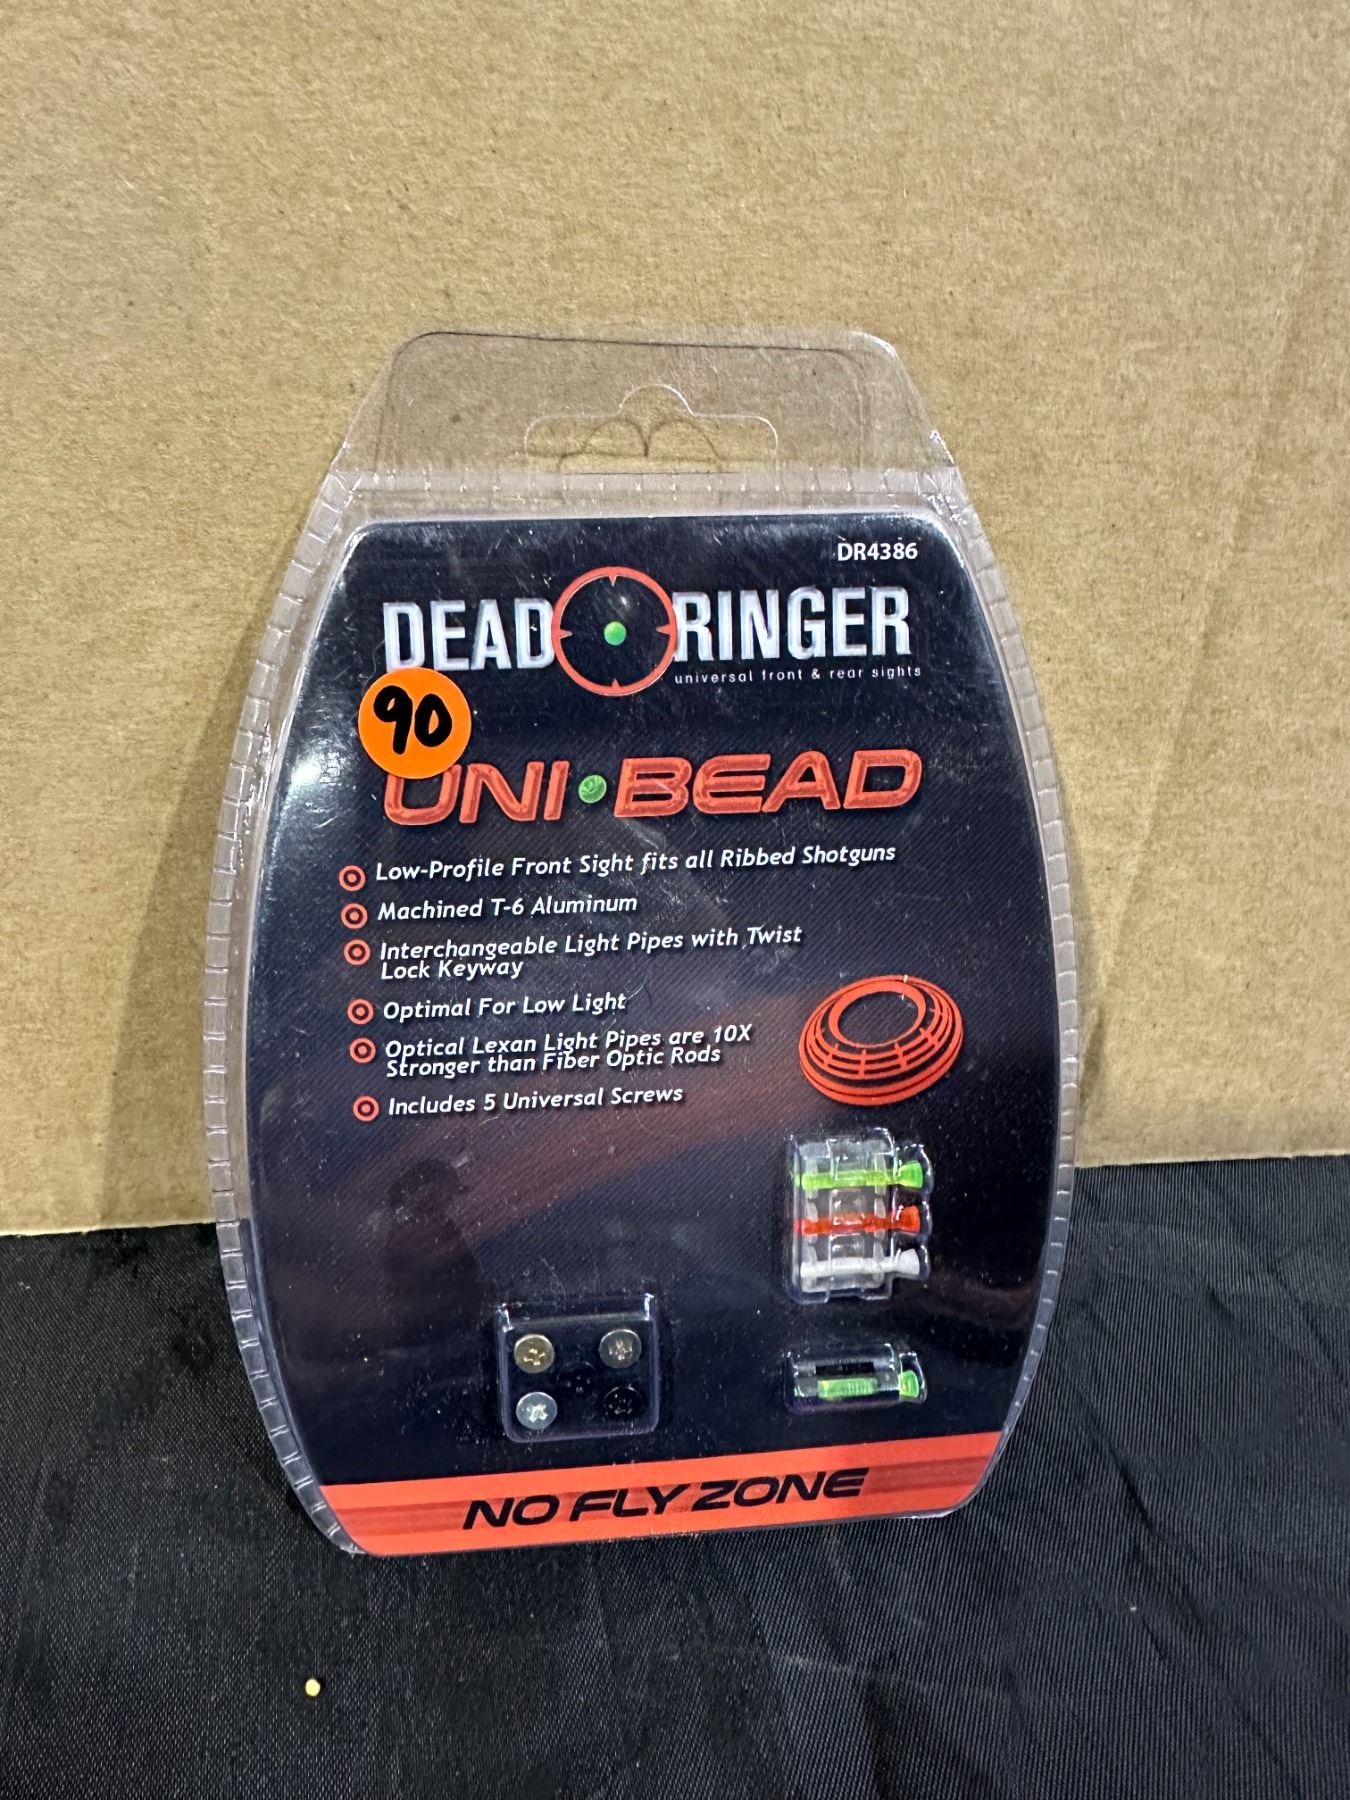 DR4386
DEAD RINGER
universal front & rear sights
90
UNI•BEAD
Low-Profile Front Sight fits all Ribbed Shotguns
Machined T-6 Aluminum
Interchangeable Light Pipes with Twist
Lock Keyway
Optimal For Low Light
Optical Lexan Light Pipes are 10X
Stronger than Fiber Optic Rods
Includes 5 Universal Screws
NO FLY ZONE